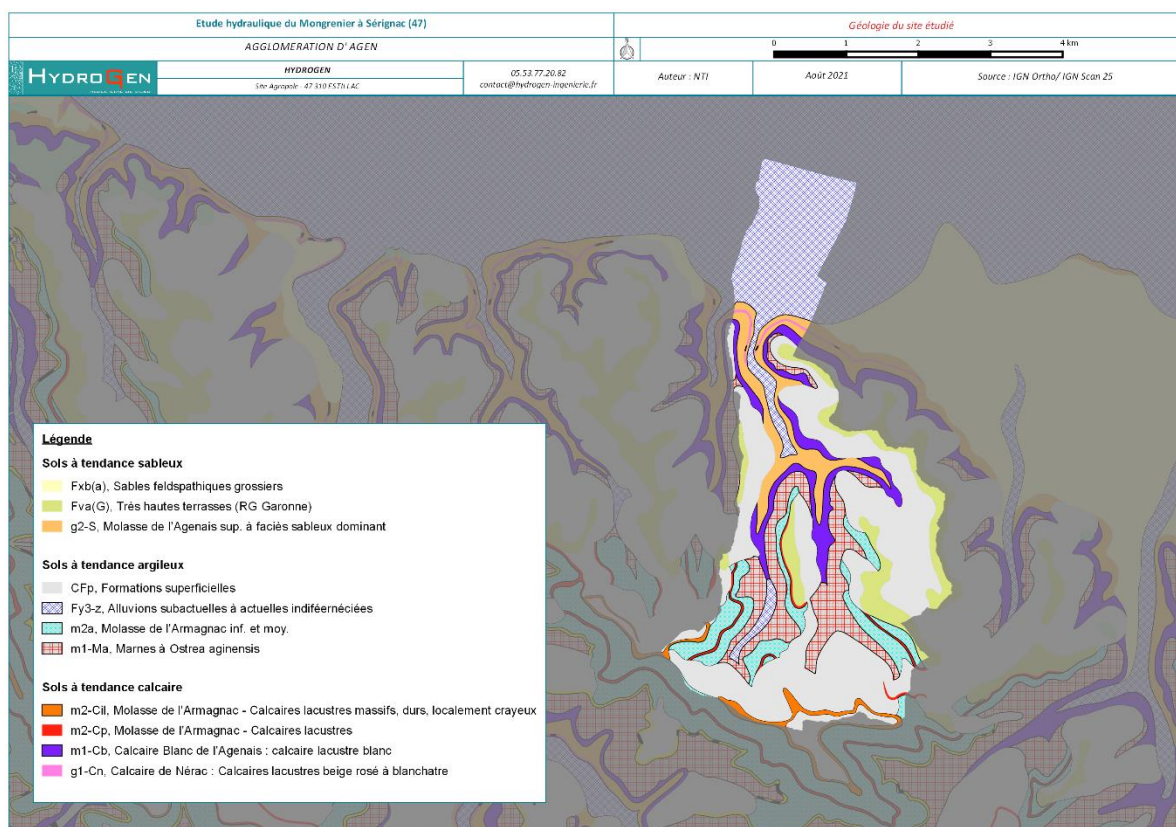 Etude hydraulique du Mongrenier à Sérignac (47)
Géologie du site étudié
AGGLOMERATION D'AGEN
N
0 1 2 3 4 km
HYDROGEN
HYDROGEN
Site Agropole - 47 310 ESTILLAC
05.53.77.20.82
contact@hydrogen-ingenierie.fr
Auteur : NTI
Août 2021
Source : IGN Ortho/ IGN Scan 25
Légende
Sols à tendance sableux
Fxb(a), Sables feldspathiques grossiers
Fva(G), Très hautes terrasses (RG Garonne)
g2-S, Molasse de l'Agenais sup. à faciès sableux dominant
Sols à tendance argileux
CFp, Formations superficielles
Fy3-z, Alluvions subactuelles à actuelles indiféernéciées
m2a, Molasse de l'Armagnac inf. et moy.
m1-Ma, Marnes à Ostrea aginensis
Sols à tendance calcaire
m2-Cil, Molasse de l'Armagnac - Calcaires lacustres massifs, durs, localement crayeux
m2-Cp, Molasse de l'Armagnac - Calcaires lacustres
m1-Cb, Calcaire Blanc de l'Agenais : calcaire lacustre blanc
g1-Cn, Calcaire de Nérac : Calcaires lacustres beige rosé à blanchatre